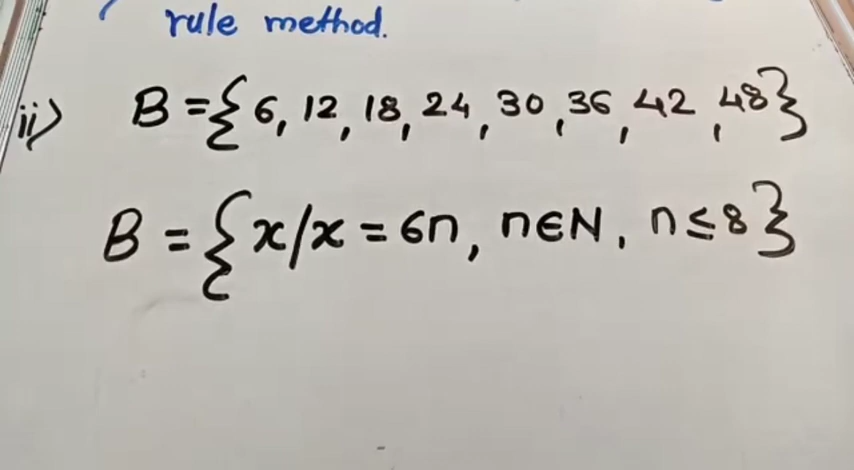 rule method.
ii) B = {6, 12, 18, 24, 30, 36, 42, 48}
B = {x/x = 6n, n∈N, n≤8}